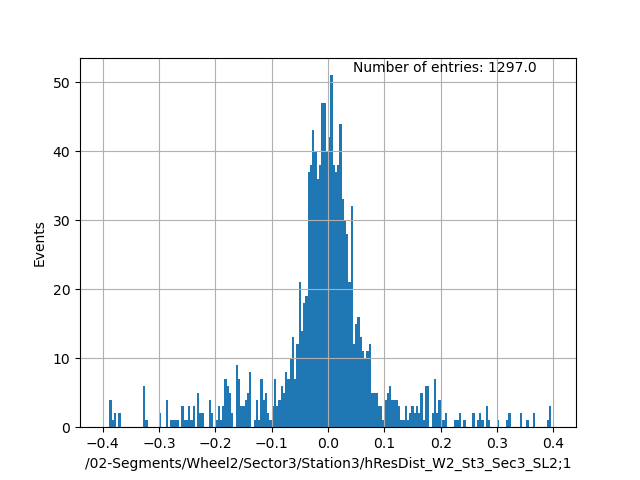 Number of entries: 1297.0
50
40
30
20
10
0
Events
−0.4 −0.3 −0.2 −0.1 0.0 0.1 0.2 0.3 0.4
/02-Segments/Wheel2/Sector3/Station3/hResDist_W2_St3_Sec3_SL2;1